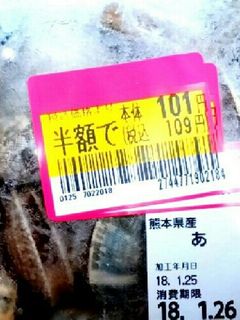 本体 101円
半額で (税込 109円
0125 7022018
2744771902184
熊本県産
あ
加工年月日
18.1.25
消費期限
18.1.26